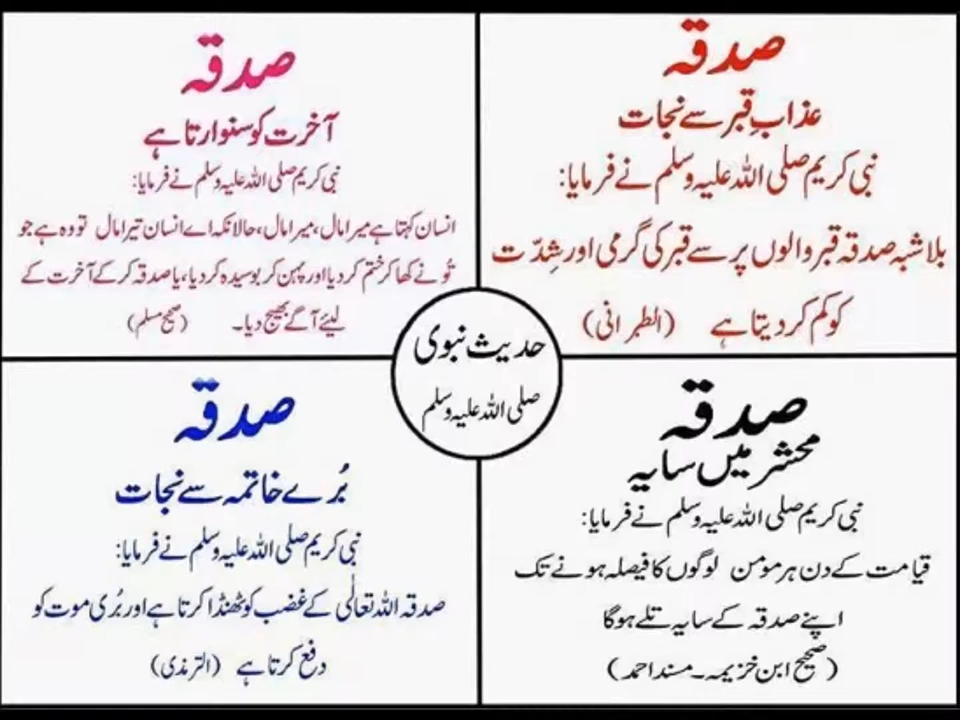 صدقہ
عذابِ قبر سے نجات
نبی کریم صلی اللہ علیہ وسلم نے فرمایا:
بلاشبہ صدقہ قبر والوں پر سے قبر کی گرمی اور شِدّت
کو کم کر دیتا ہے (الطبرانی)
صدقہ
آخرت کو سنوارتا ہے
نبی کریم صلی اللہ علیہ وسلم نے فرمایا:
انسان کہتا ہے میرا مال، میرا مال، حالانکہ اے انسان تیرا مال تو وہ ہے جو
تُو نے کھا کر ختم کر دیا اور پہن کر بوسیدہ کر دیا، یا صدقہ کر کے آخرت کے
لیئے آگے بھیج دیا۔ (صحیح مسلم)
حدیث نبوی
صلی اللہ علیہ وسلم
صدقہ
محشر میں سایہ
نبی کریم صلی اللہ علیہ وسلم نے فرمایا:
قیامت کے دن ہر مومن لوگوں کا فیصلہ ہونے تک
اپنے صدقہ کے سایہ تلے ہوگا
(صحیح ابن خزیمہ۔ مسند احمد)
صدقہ
بُرے خاتمہ سے نجات
نبی کریم صلی اللہ علیہ وسلم نے فرمایا:
صدقہ اللہ تعالٰی کے غضب کو ٹھنڈا کرتا ہے اور بُری موت کو
دفع کرتا ہے (الترمذی)